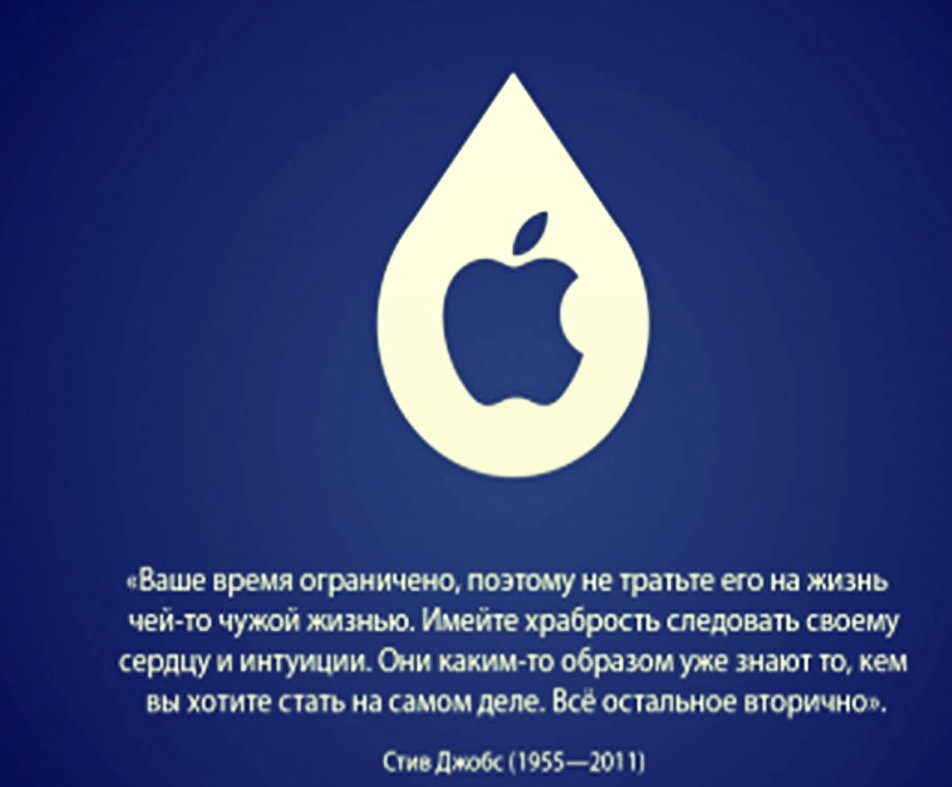 «Ваше время ограничено, поэтому не тратьте его на жизнь
чей-то чужой жизнью. Имейте храбрость следовать своему
сердцу и интуиции. Они каким-то образом уже знают то, кем
вы хотите стать на самом деле. Всё остальное вторично».
Стив Джобс (1955—2011)